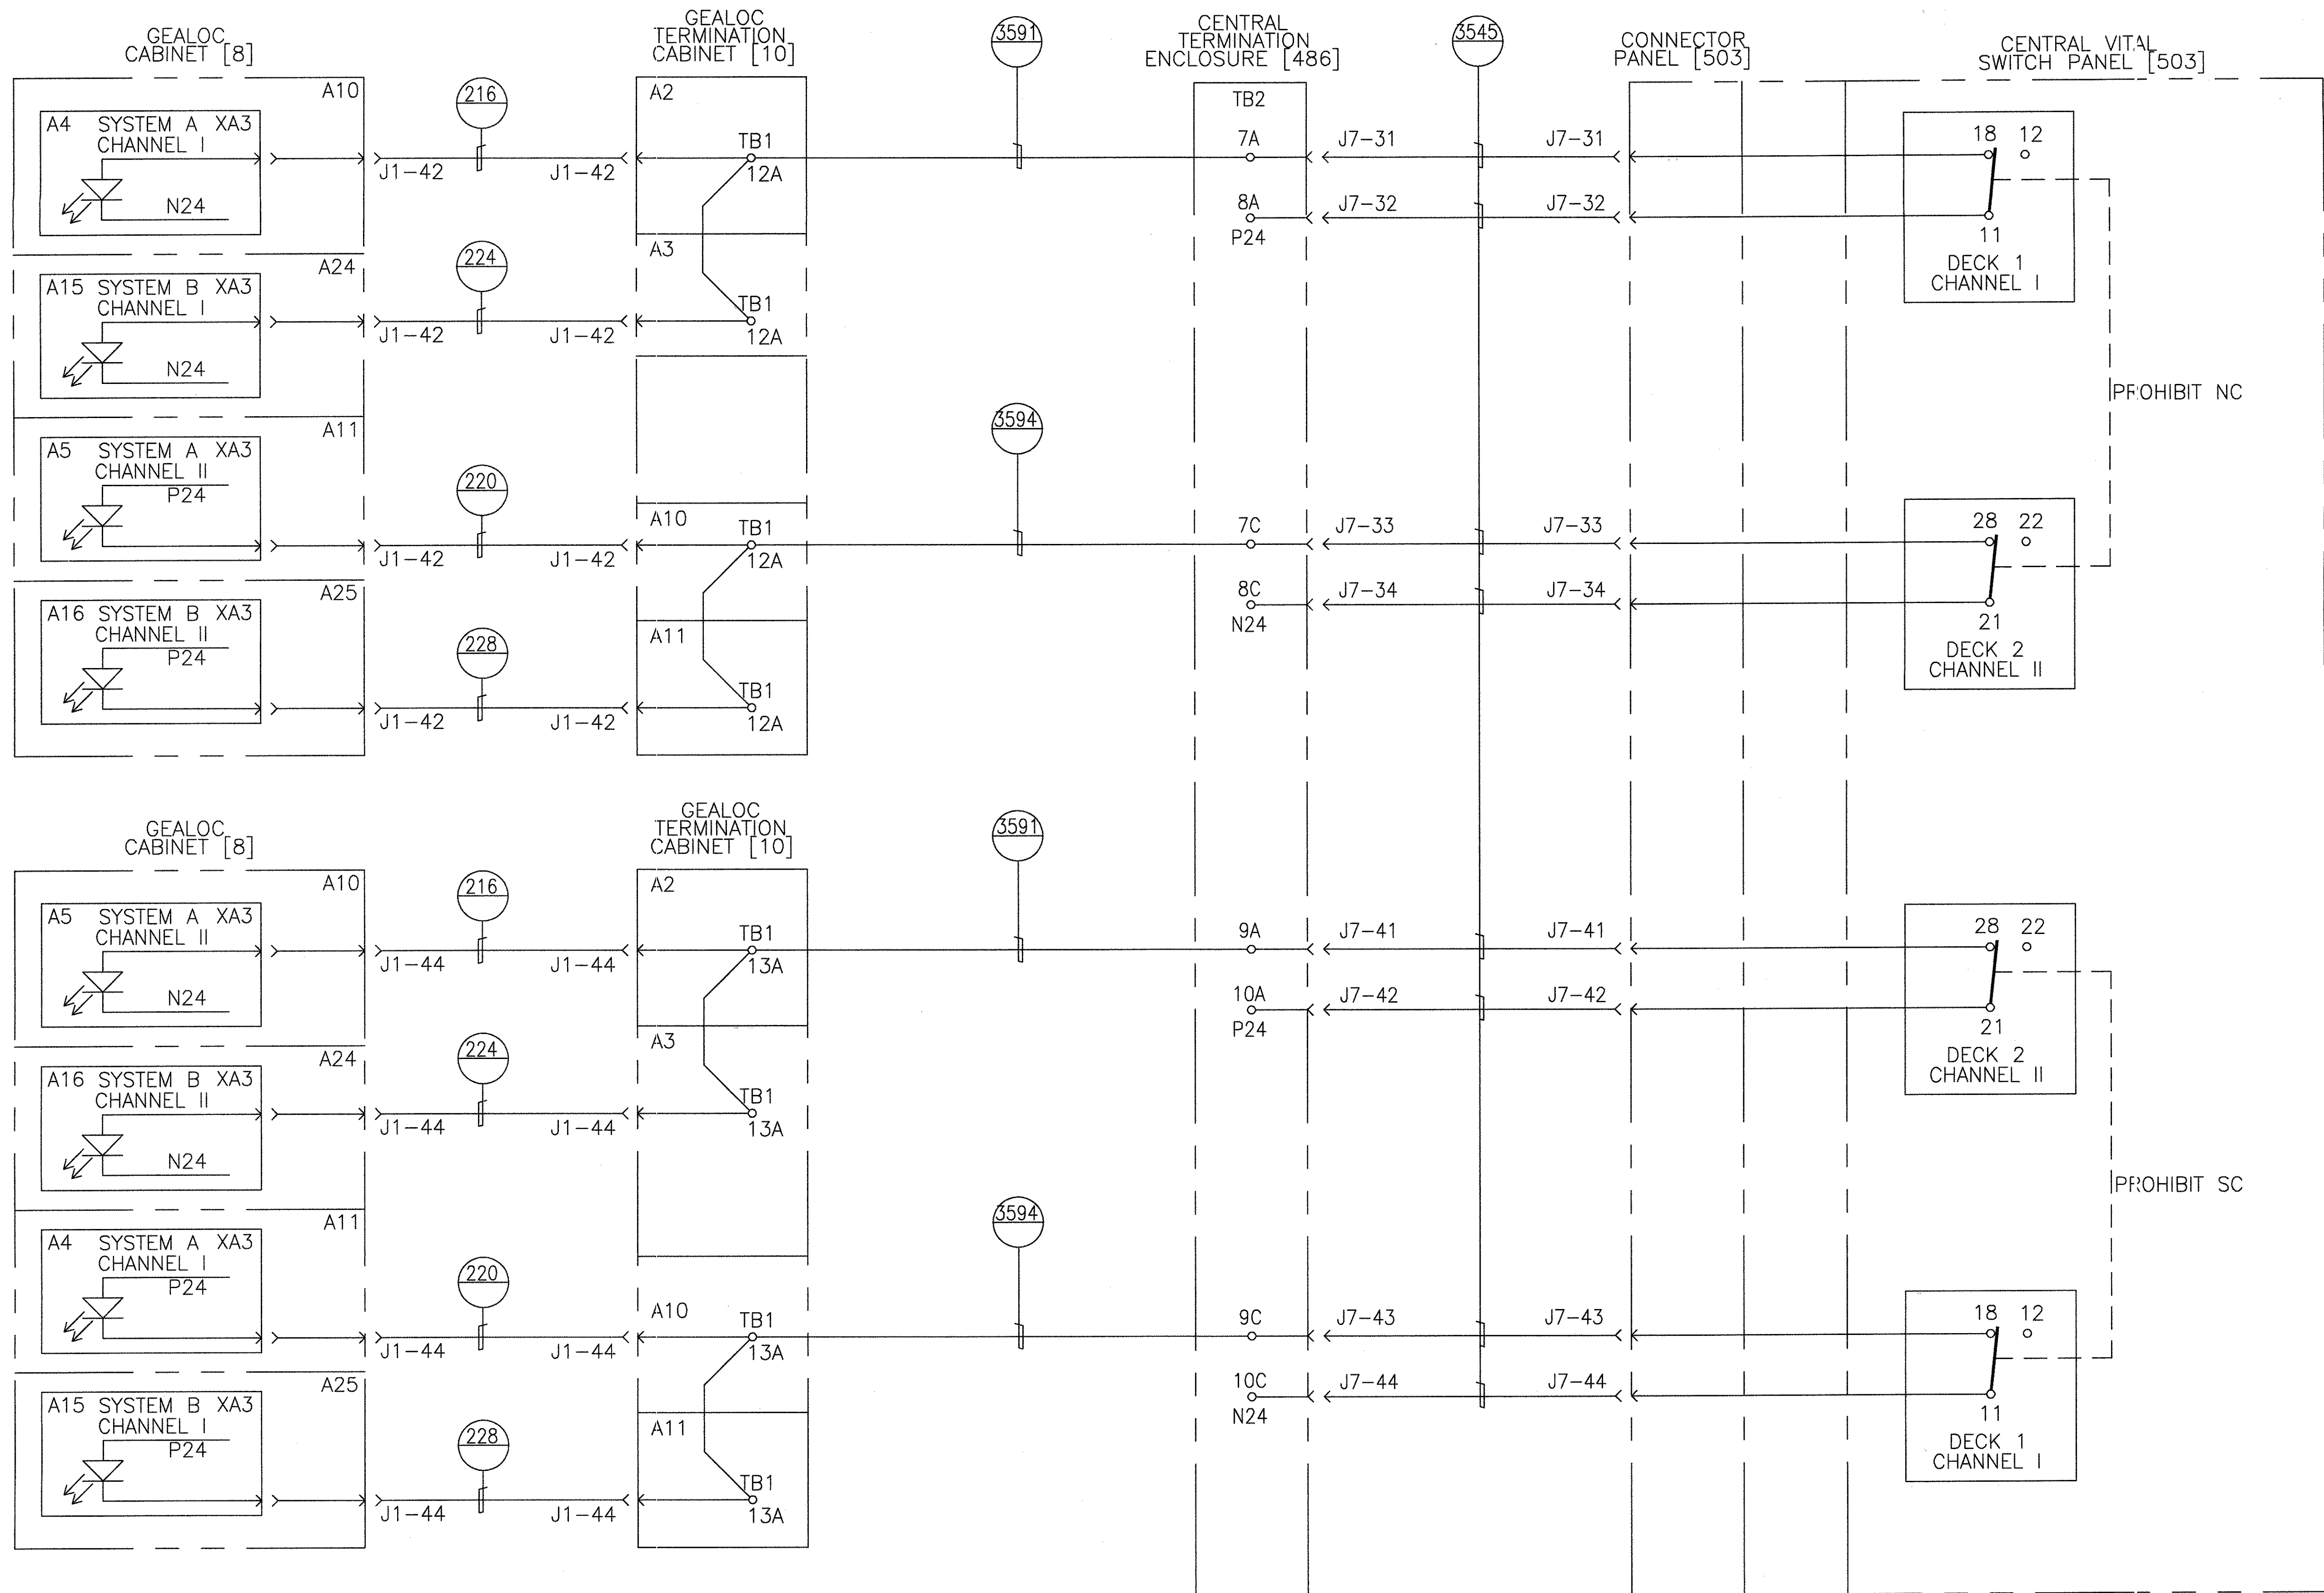 GEALOC
CABINET [8]
GEALOC
TERMINATION
CABINET [10]
3591
CENTRAL
TERMINATION
ENCLOSURE [486]
3545
CONNECTOR
PANEL [503]
CENTRAL VITAL
SWITCH PANEL [503]
A10
A4 SYSTEM A XA3
CHANNEL I
N24
216
J1-42
J1-42
A2
TB1
12A
TB2
7A
J7-31
J7-31
8A
P24
J7-32
J7-32
18 12
11
DECK 1
CHANNEL I
A24
A15 SYSTEM B XA3
CHANNEL I
N24
224
J1-42
J1-42
A3
TB1
12A
PROHIBIT NC
A11
A5 SYSTEM A XA3
CHANNEL II
P24
220
J1-42
J1-42
A10
TB1
12A
3594
7C
J7-33
J7-33
8C
N24
J7-34
J7-34
28 22
21
DECK 2
CHANNEL II
A25
A16 SYSTEM B XA3
CHANNEL II
P24
228
J1-42
J1-42
A11
TB1
12A
GEALOC
CABINET [8]
GEALOC
TERMINATION
CABINET [10]
3591
A10
A5 SYSTEM A XA3
CHANNEL II
N24
216
J1-44
J1-44
A2
TB1
13A
9A
J7-41
J7-41
10A
P24
J7-42
J7-42
28 22
21
DECK 2
CHANNEL II
A24
A16 SYSTEM B XA3
CHANNEL II
N24
224
J1-44
J1-44
A3
TB1
13A
PROHIBIT SC
A11
A4 SYSTEM A XA3
CHANNEL I
P24
220
J1-44
J1-44
A10
TB1
13A
3594
9C
J7-43
J7-43
10C
N24
J7-44
J7-44
18 12
11
DECK 1
CHANNEL I
A25
A15 SYSTEM B XA3
CHANNEL I
P24
228
J1-44
J1-44
A11
TB1
13A